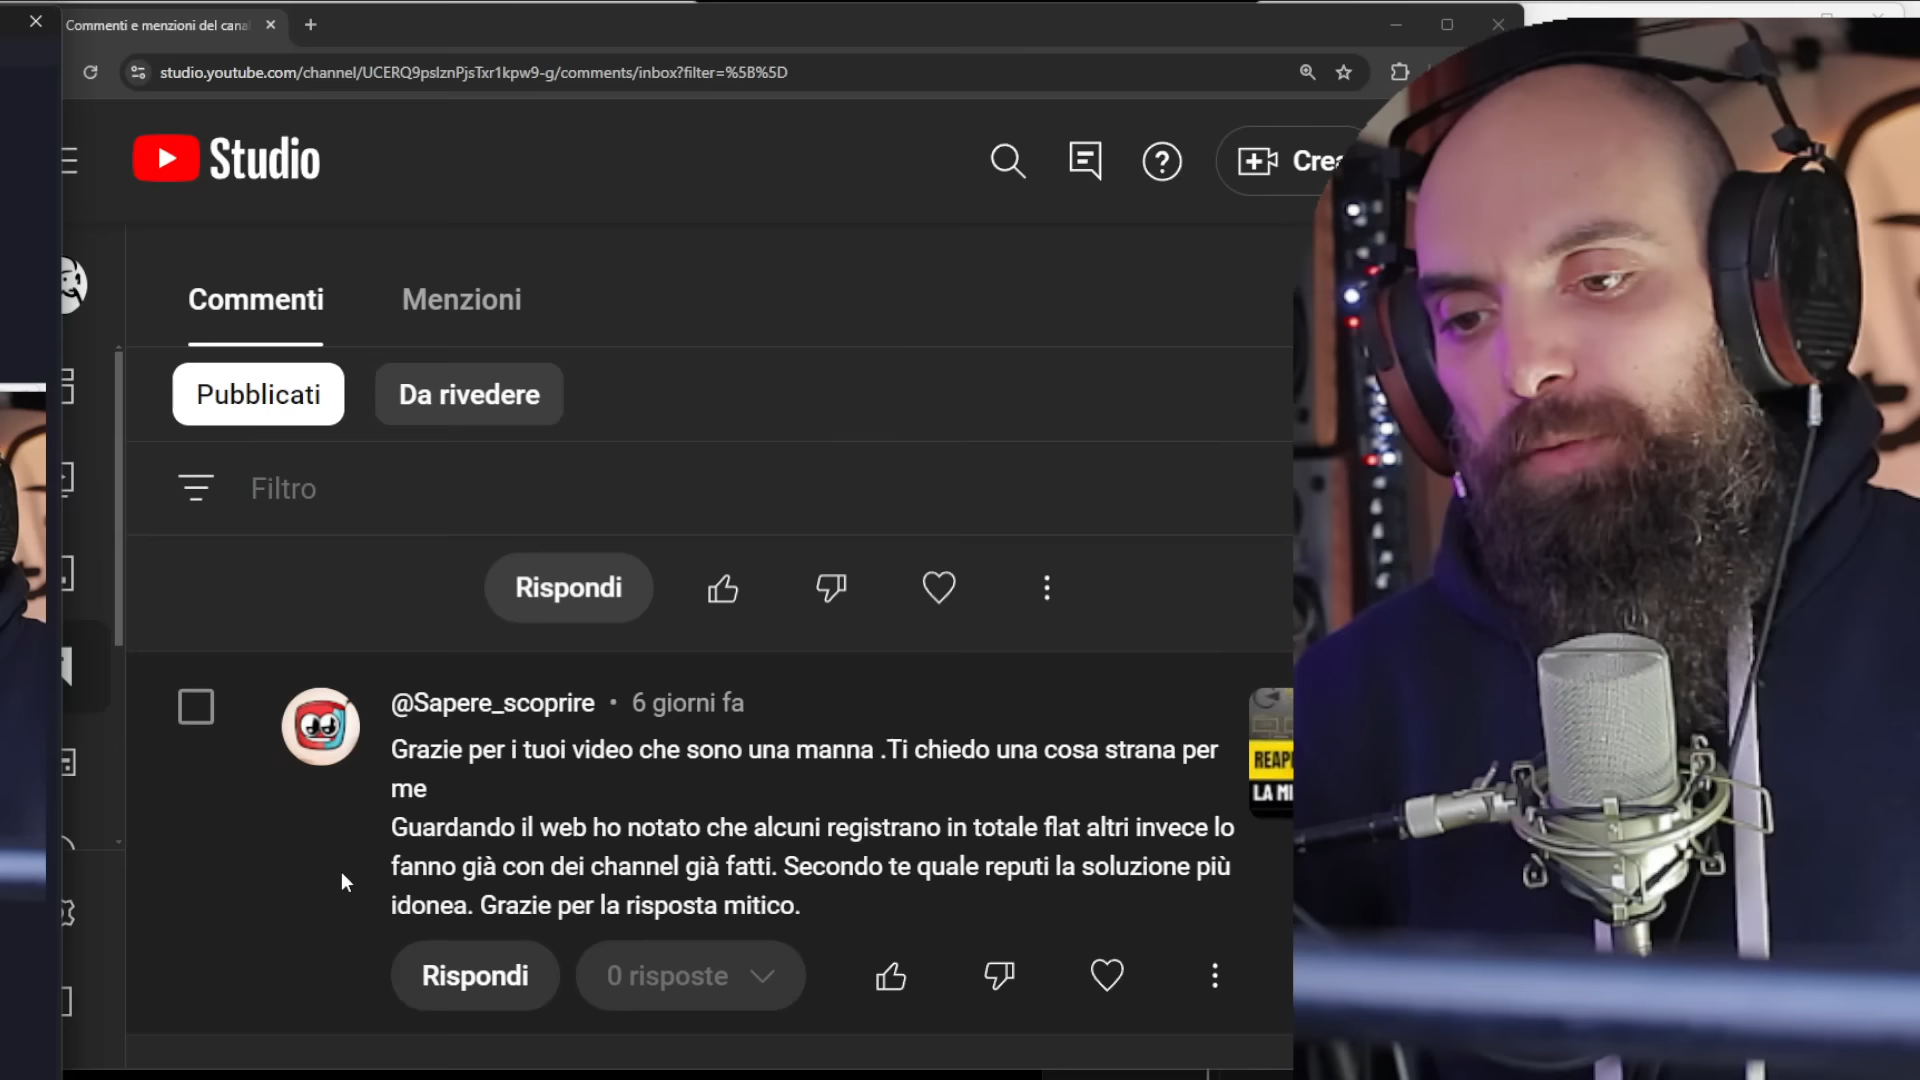 Commenti e menzioni del cana
studio.youtube.com/channel/UCERQ9pslznPjsTxr1kpw9-g/comments/inbox?filter=%5B%5D
Studio
Crea
Commenti
Menzioni
Pubblicati
Da rivedere
Filtro
Rispondi
@Sapere_scoprire • 6 giorni fa
Grazie per i tuoi video che sono una manna .Ti chiedo una cosa strana per
me
Guardando il web ho notato che alcuni registrano in totale flat altri invece lo
fanno già con dei channel già fatti. Secondo te quale reputi la soluzione più
idonea. Grazie per la risposta mitico.
REAP
LA MI
Rispondi
0 risposte